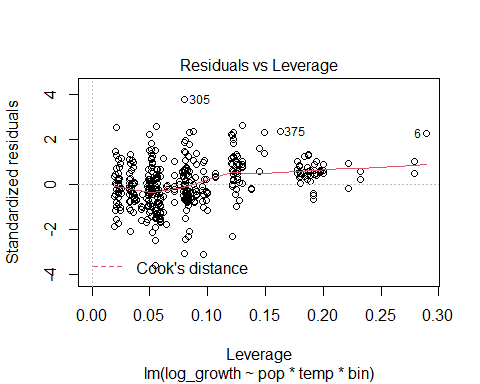 Residuals vs Leverage
Standardized residuals
4
2
0
-2
-4
305
375
6
Cook's distance
0.00 0.05 0.10 0.15 0.20 0.25 0.30
Leverage
lm(log_growth ~ pop * temp * bin)